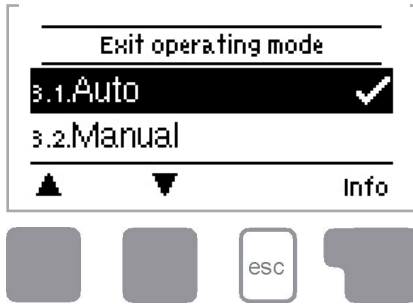 Exit operating mode
3.1.Auto
3.2.Manual
Info
esc